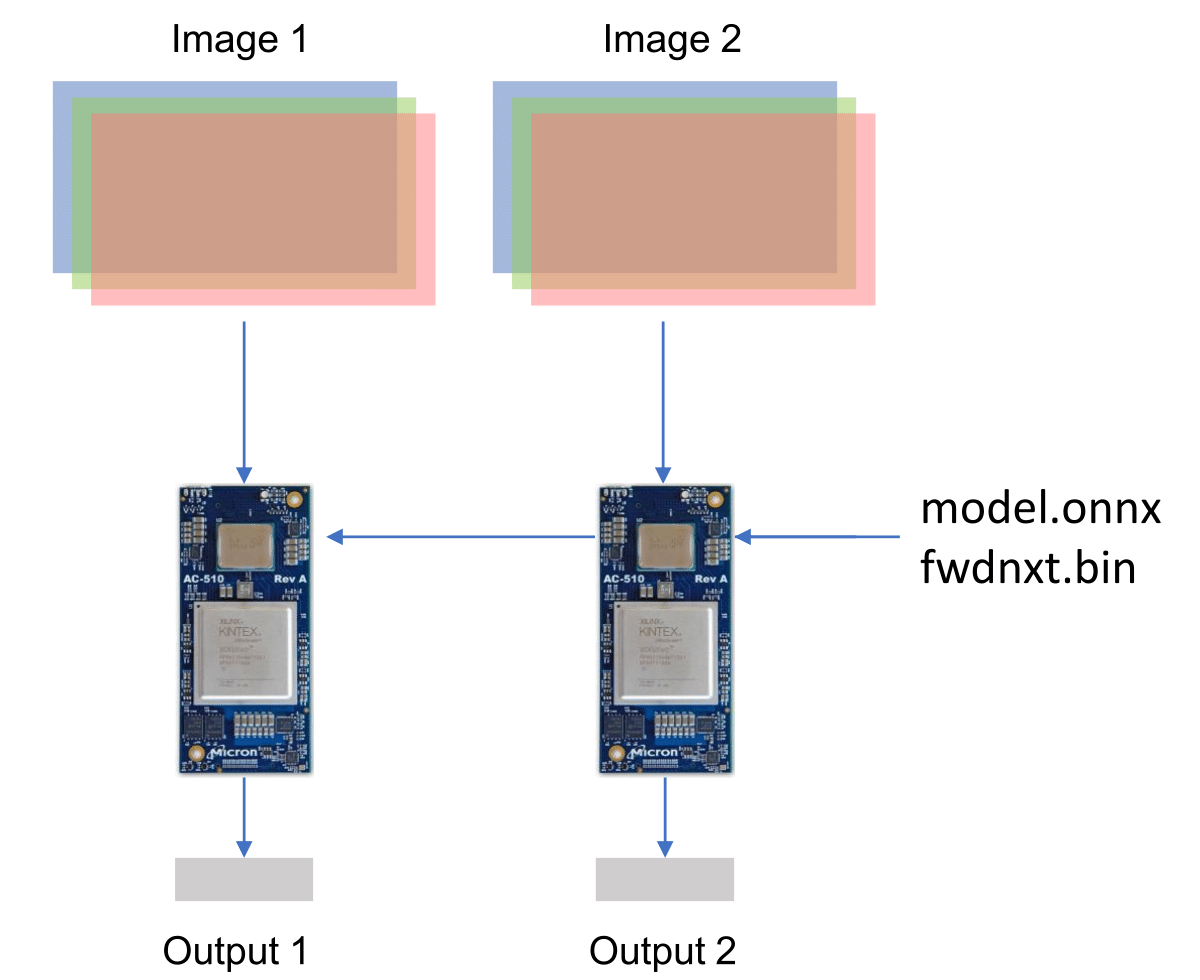 Image 1
Image 2
model.onnx
fwdnxt.bin
AC-510 Rev A
XILINX
KINTEX
Micron
AC-510 Rev A
XILINX
KINTEX
Micron
Output 1
Output 2